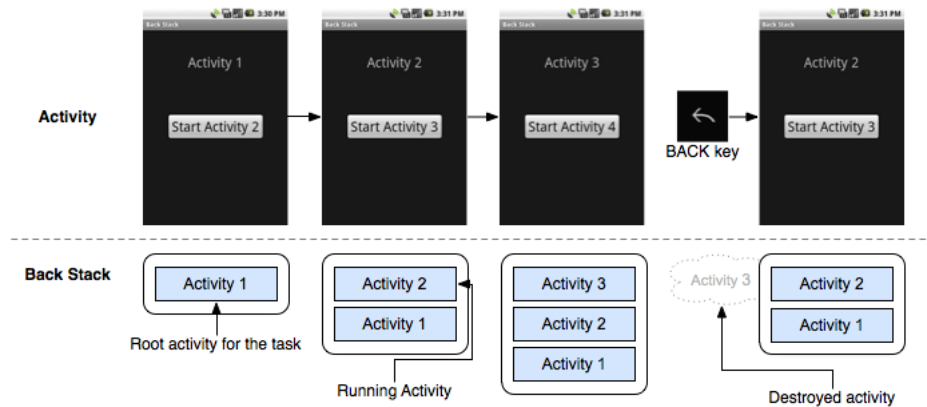 3:30 PM
Back Stack
Activity 1
Start Activity 2
3:31 PM
Back Stack
Activity 2
Start Activity 3
3:31 PM
Back Stack
Activity 3
Start Activity 4
3:31 PM
Back Stack
Activity 2
Start Activity 3
Activity
BACK key
Back Stack
Activity 1
Root activity for the task
Activity 2
Activity 1
Running Activity
Activity 3
Activity 2
Activity 1
Activity 3
Activity 2
Activity 1
Destroyed activity